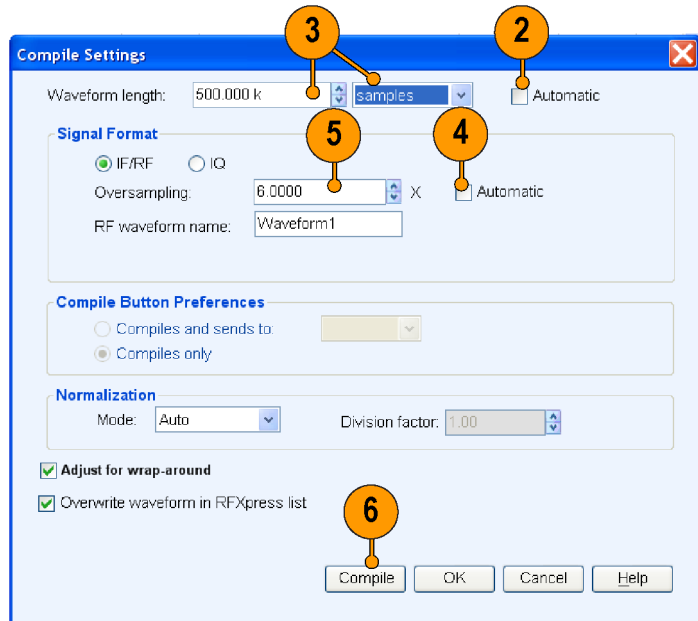 3 2
Compile Settings
Waveform length: 500.000 k samples Automatic
Signal Format 5 4
IF/RF IQ
Oversampling: 6.0000 X Automatic
RF waveform name: Waveform1
Compile Button Preferences
Compiles and sends to:
Compiles only
Normalization
Mode: Auto Division factor: 1.00
Adjust for wrap-around
Overwrite waveform in RFXpress list
6
Compile OK Cancel Help